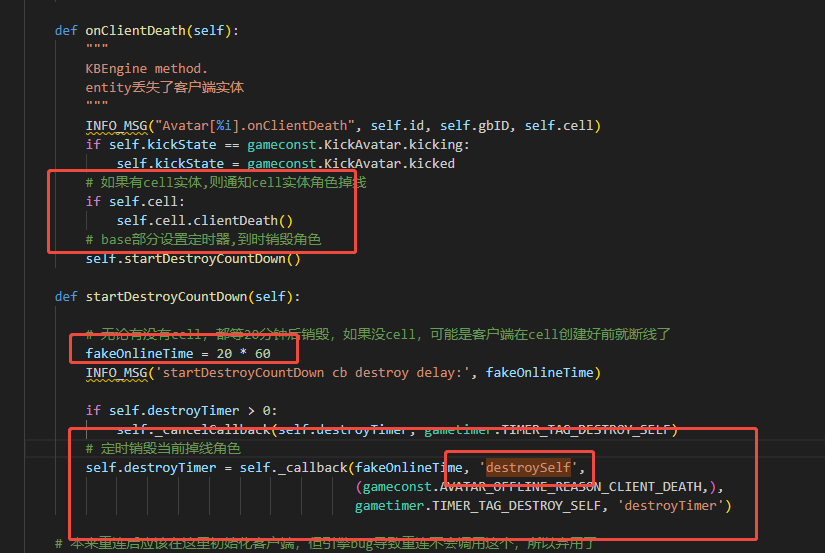 def onClientDeath(self):
"""
KBEngine method.
entity丢失了客户端实体
"""
INFO_MSG("Avatar[%i].onClientDeath", self.id, self.gbID, self.cell)
if self.kickState == gameconst.KickAvatar.kicking:
self.kickState = gameconst.KickAvatar.kicked
# 如果有cell实体,则通知cell实体角色掉线
if self.cell:
self.cell.clientDeath()
# base部分设置定时器,到时销毁角色
self.startDestroyCountDown()
def startDestroyCountDown(self):
# 无论有没有cell, 都等20分钟后销毁, 如果没cell, 可能是客户端在cell创建好前就断线了
fakeOnlineTime = 20 * 60
INFO_MSG('startDestroyCountDown cb destroy delay:', fakeOnlineTime)
if self.destroyTimer > 0:
self._cancelCallback(self.destroyTimer, gametimer.TIMER_TAG_DESTROY_SELF)
# 定时销毁当前掉线角色
self.destroyTimer = self._callback(fakeOnlineTime, 'destroySelf',
(gameconst.AVATAR_OFFLINE_REASON_CLIENT_DEATH,),
gametimer.TIMER_TAG_DESTROY_SELF, 'destroyTimer')
# 本来重连后应该在这里初始化客户端, 但引擎bug导致重连不会调用这个, 所以弃用了